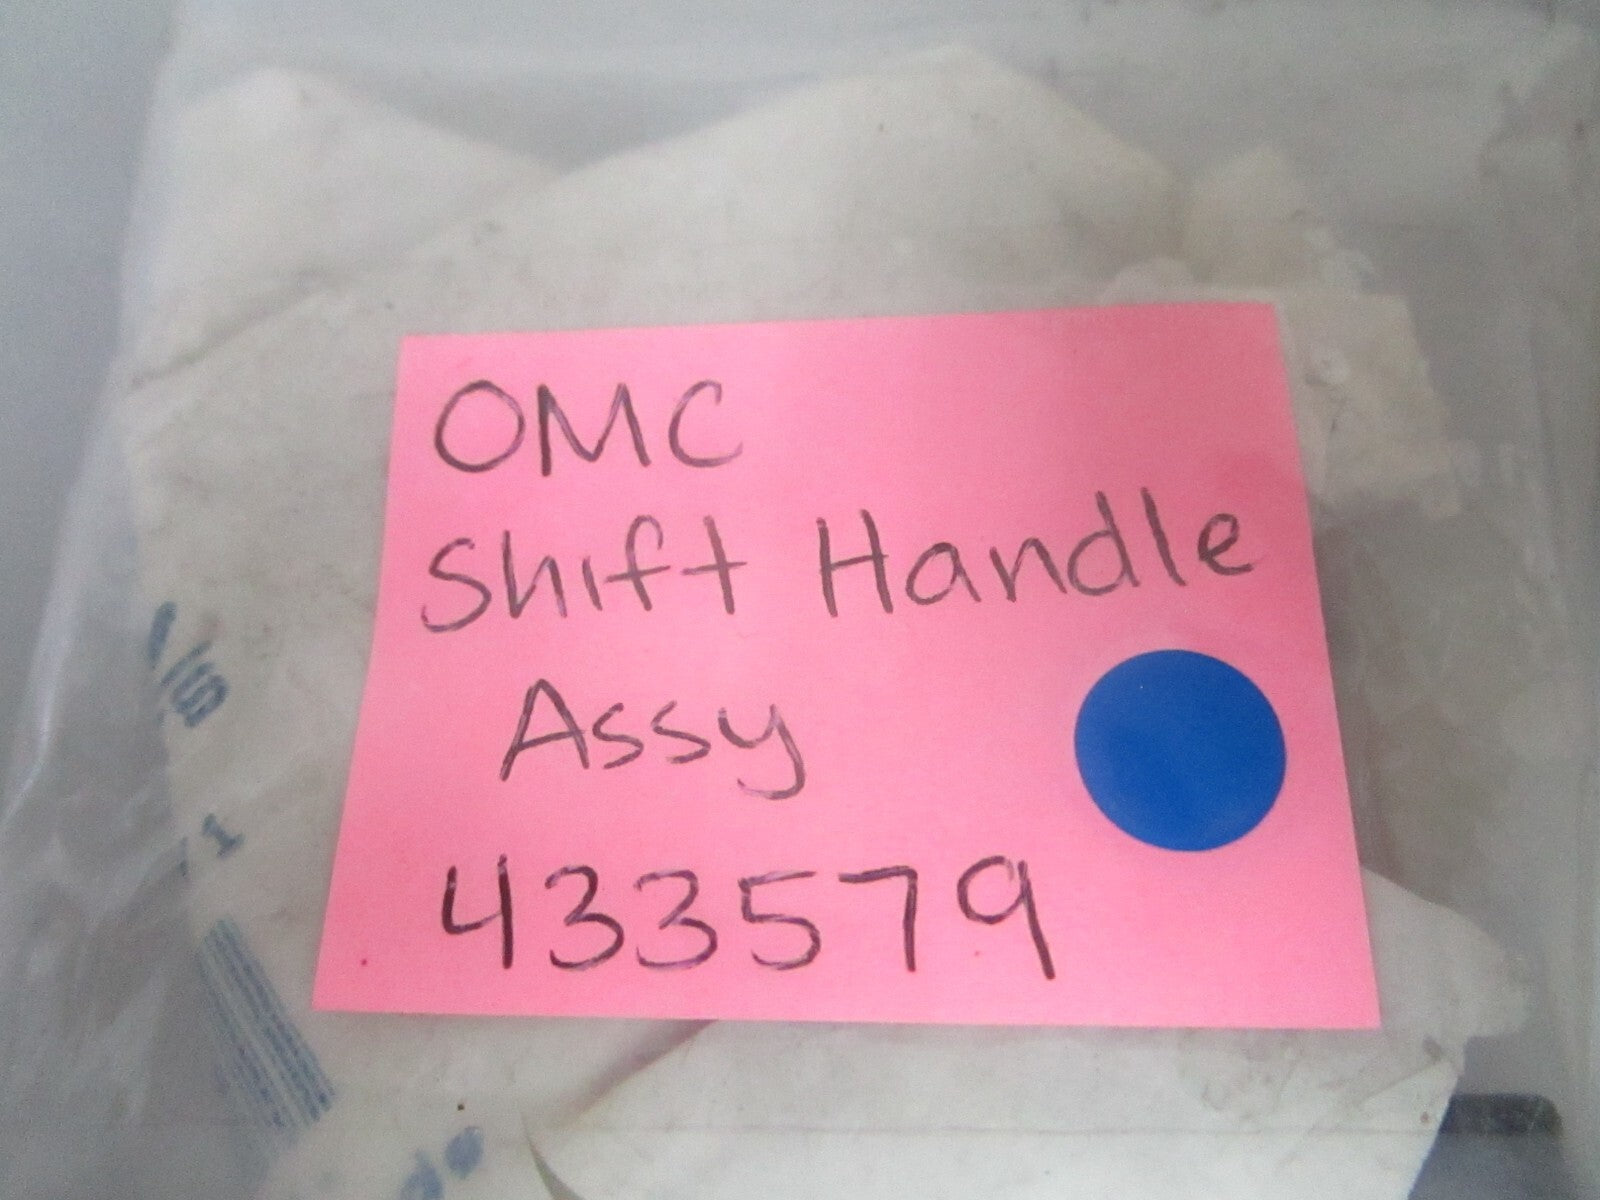 OMC
Shift Handle
Assy
433579